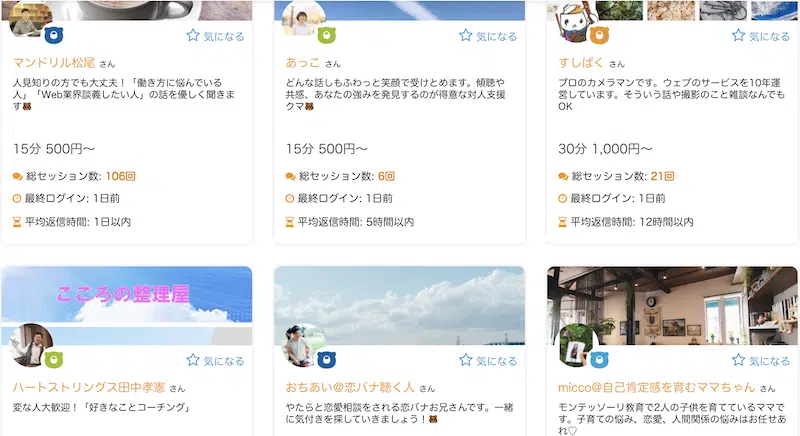 気になる
マンドリル松尾 さん
人見知りの方でも大丈夫！「働き方に悩んでいる
人」「Web業界談義したい人」の話を優しく聞きま
す
15分 500円〜
総セッション数: 106回
最終ログイン: 1日前
平均返信時間: 1日以内
気になる
あっこ さん
どんな話しもふわっと笑顔で受けとめます。傾聴や
共感、あなたの強みを発見するのが得意な対人支援
クマ
15分 500円〜
総セッション数: 6回
最終ログイン: 1日前
平均返信時間: 5時間以内
気になる
すしぱく さん
プロのカメラマンです。ウェブのサービスを10年運
営しています。そういう話や撮影のこと雑談なんでも
OK
30分 1,000円〜
総セッション数: 21回
最終ログイン: 1日前
平均返信時間: 12時間以内
こころの整理屋
気になる
ハートストリングス田中孝憲 さん
変な人大歓迎！「好きなことコーチング」
気になる
おちあい@恋バナ聴く人 さん
やたらと恋愛相談をされる恋バナお兄さんです。一緒
に気付きを探していきましょう！
気になる
micco@自己肯定感を育むママちゃん さん
モンテッソーリ教育で2人の子供を育てているママで
す。子育ての悩み、恋愛、人間関係の悩みはお任せあ
れ♡